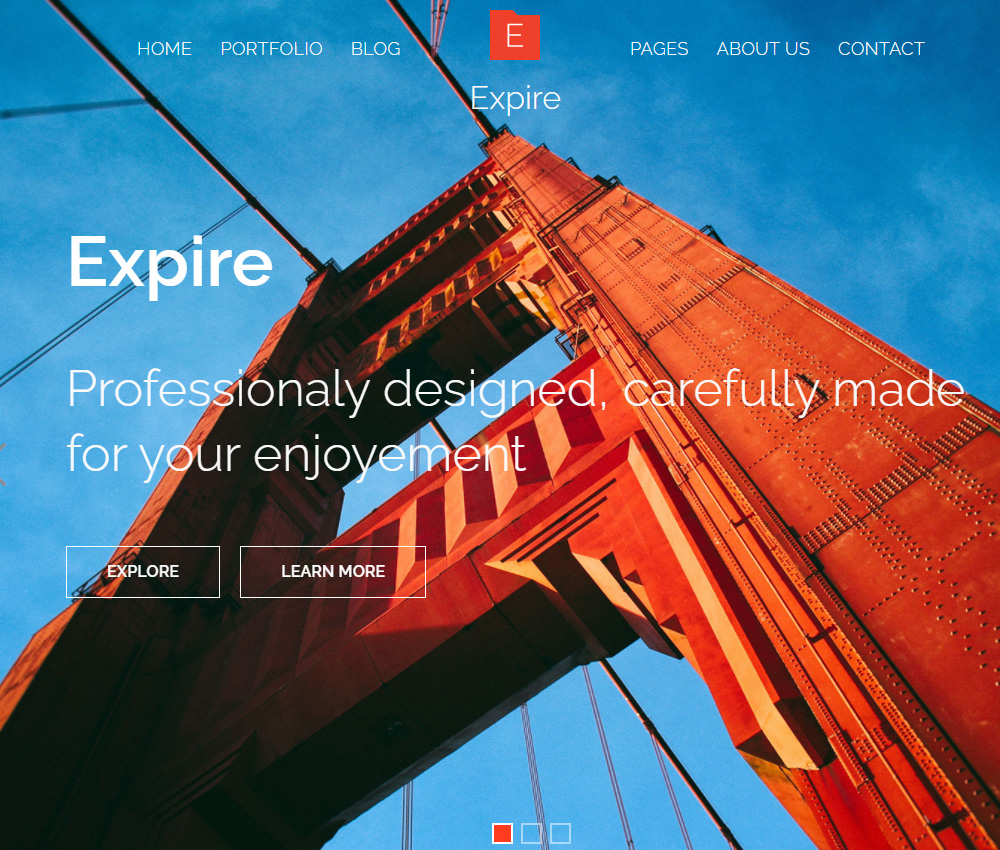 HOME PORTFOLIO BLOG E PAGES ABOUT US CONTACT
Expire
Expire
Professionaly designed, carefully made
for your enjoyement
EXPLORE LEARN MORE